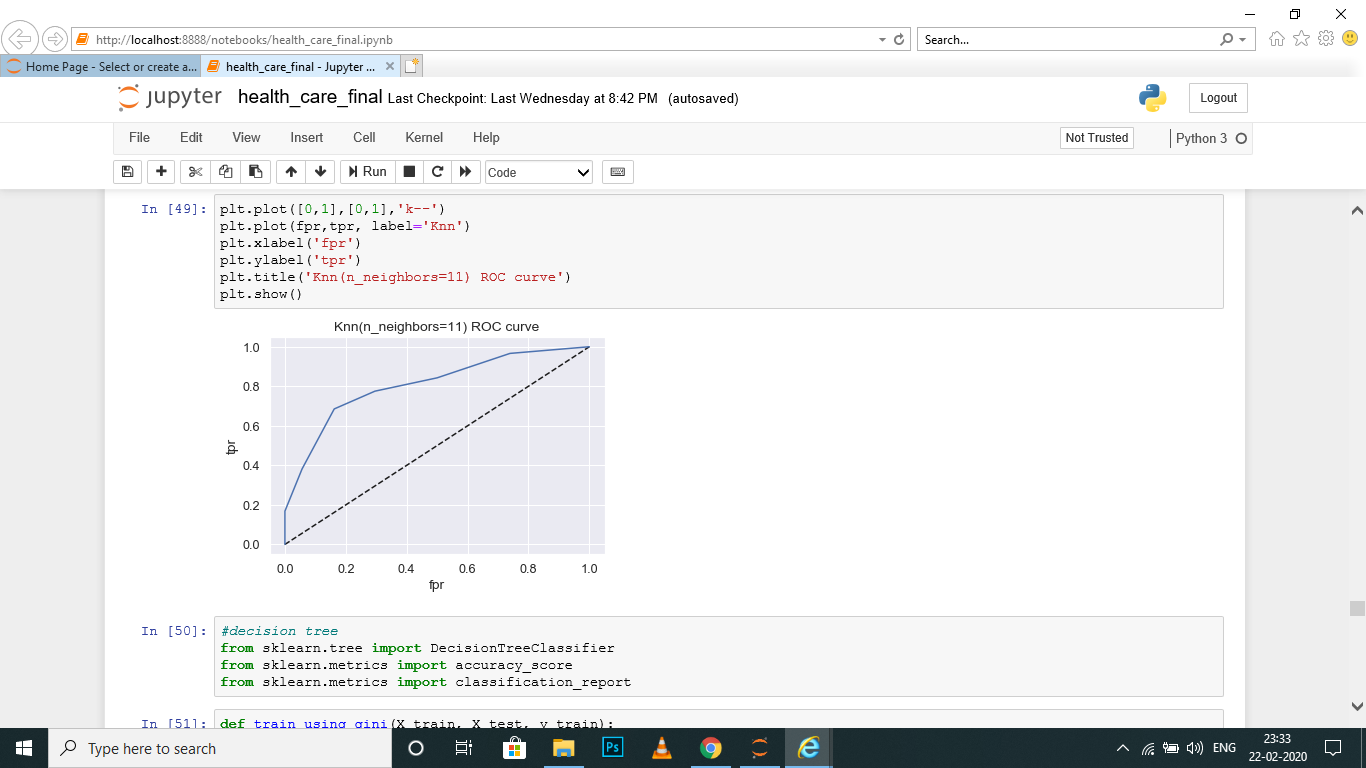 http://localhost:8888/notebooks/health_care_final.ipynb
Search...
Home Page - Select or create a...
health_care_final - Jupyter ...
jupyter health_care_final Last Checkpoint: Last Wednesday at 8:42 PM (autosaved)
Logout
File Edit View Insert Cell Kernel Help
Not Trusted
Python 3
Run
Code
In [49]:
plt.plot([0,1],[0,1],'k--')
plt.plot(fpr,tpr, label='Knn')
plt.xlabel('fpr')
plt.ylabel('tpr')
plt.title('Knn(n_neighbors=11) ROC curve')
plt.show()
Knn(n_neighbors=11) ROC curve
1.0
0.8
0.6
0.4
0.2
0.0
tpr
0.0 0.2 0.4 0.6 0.8 1.0
fpr
In [50]:
#decision tree
from sklearn.tree import DecisionTreeClassifier
from sklearn.metrics import accuracy_score
from sklearn.metrics import classification_report
In [51]:
def train_using_gini(X_train, X_test, y_train):
Type here to search
Ps
ENG
23:33
22-02-2020